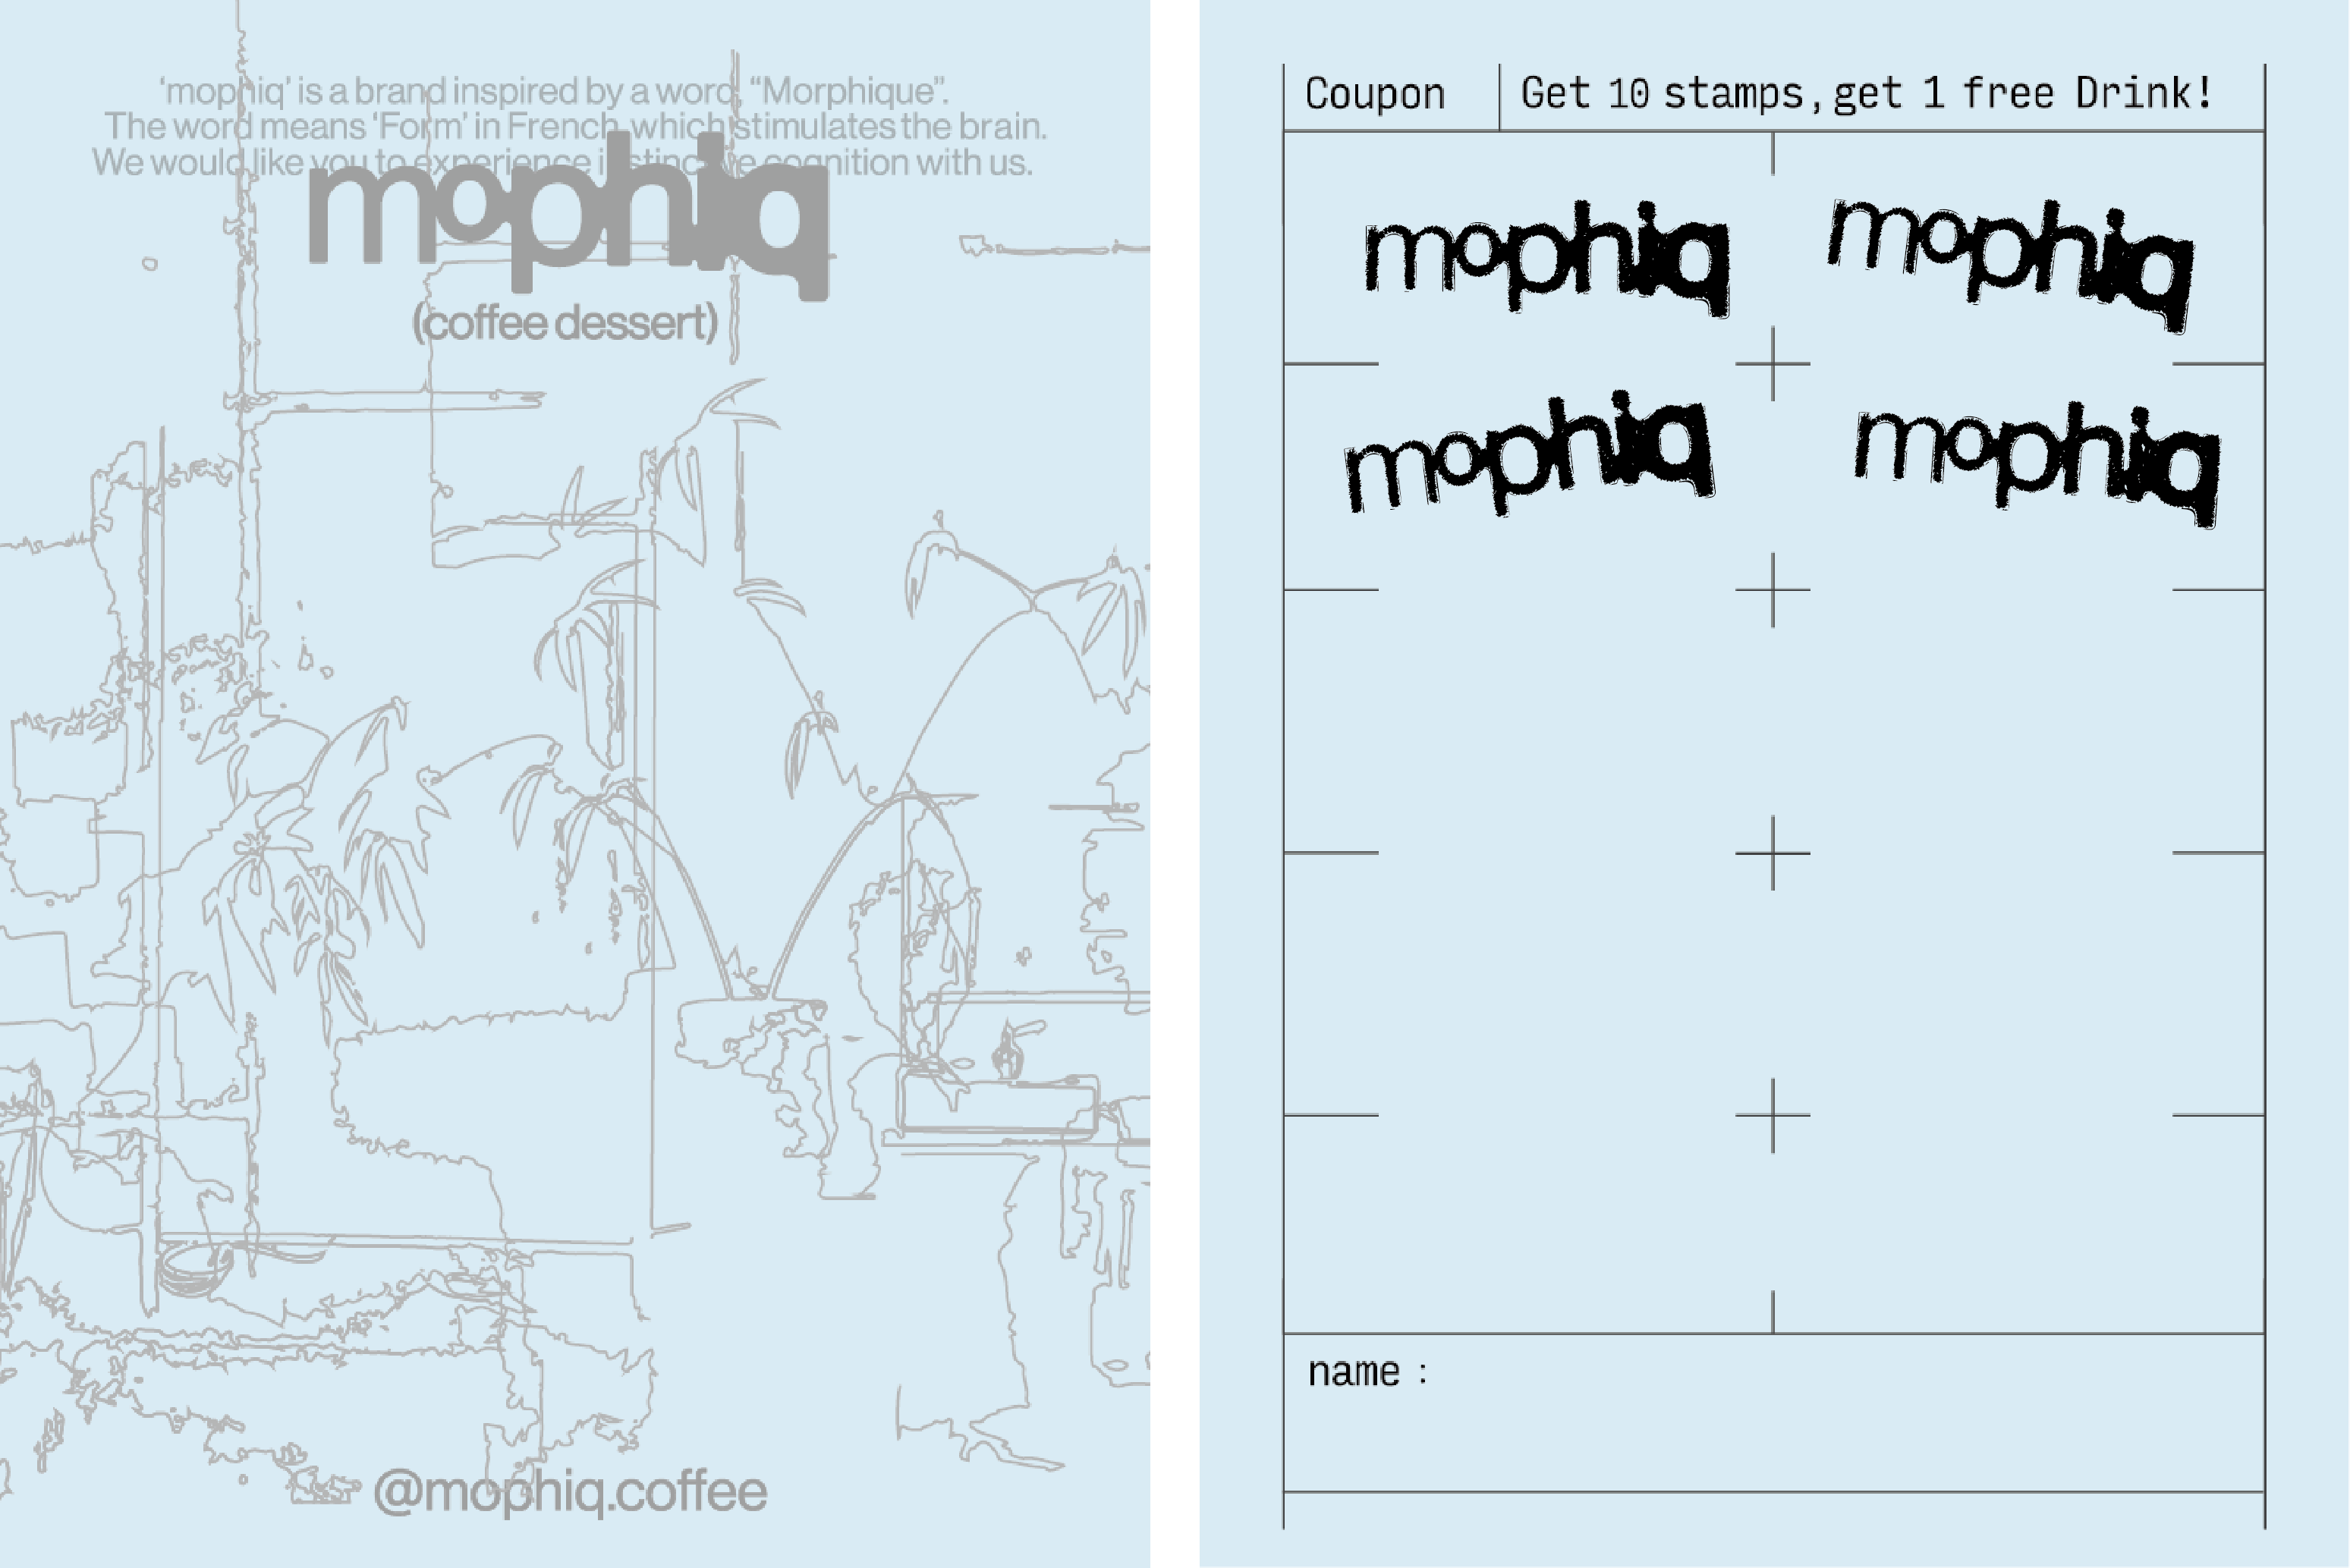 ‘mophiq’ is a brand inspired by a word, “Morphique”.
The word means ‘Form’ in French, which stimulates the brain.
We would like you to experience instinctive cognition with us.
mophiq
(coffee dessert)
@mophiq.coffee
Coupon
Get 10 stamps, get 1 free Drink!
mophiq
mophiq
mophiq
mophiq
name :